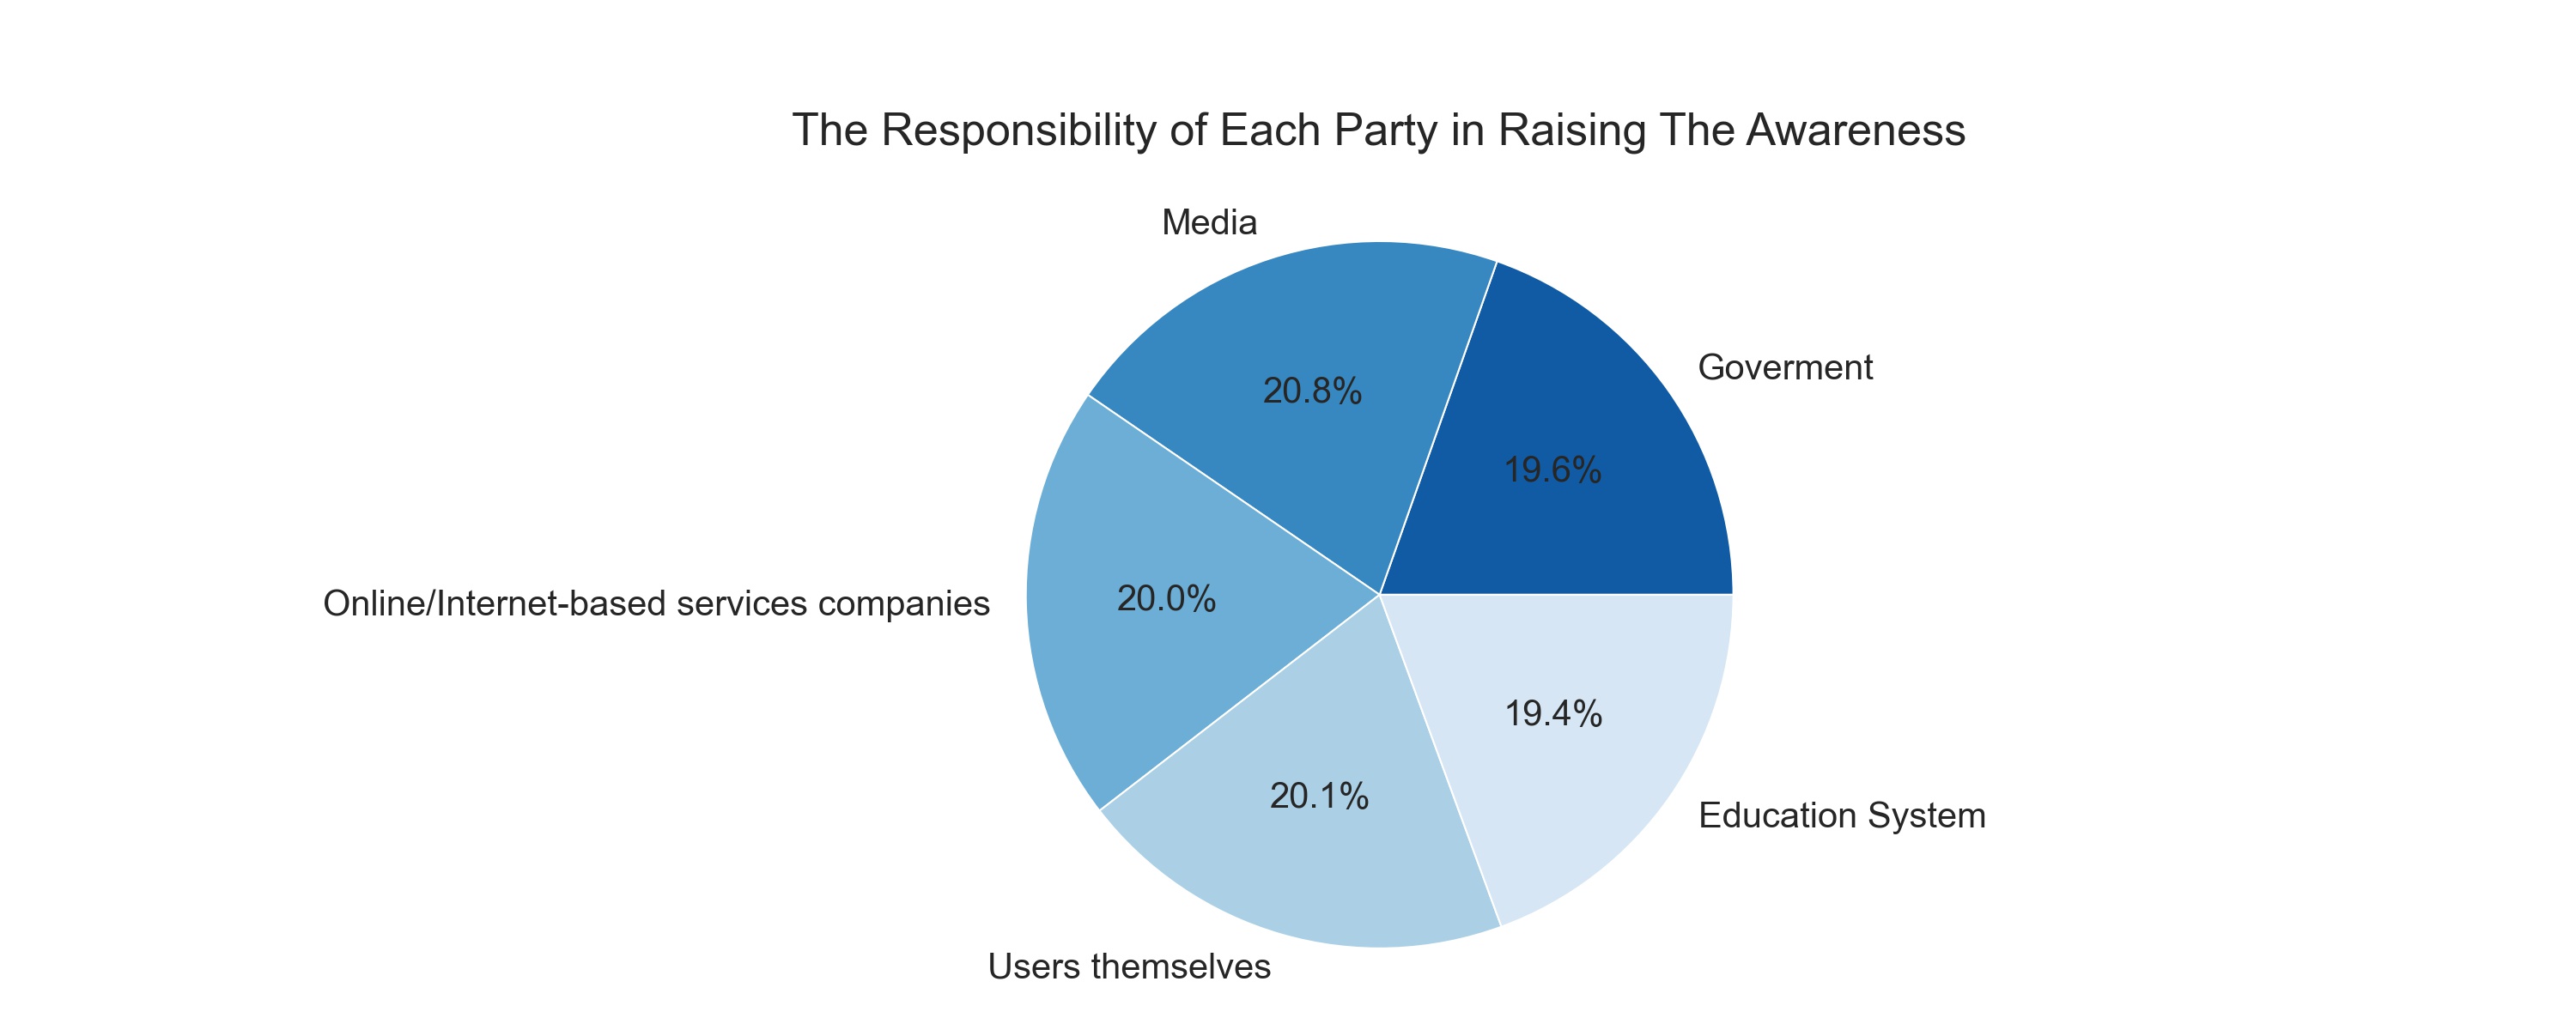 The Responsibility of Each Party in Raising The Awareness
Media
Goverment
20.8%
19.6%
Online/Internet-based services companies
20.0%
19.4%
20.1%
Education System
Users themselves